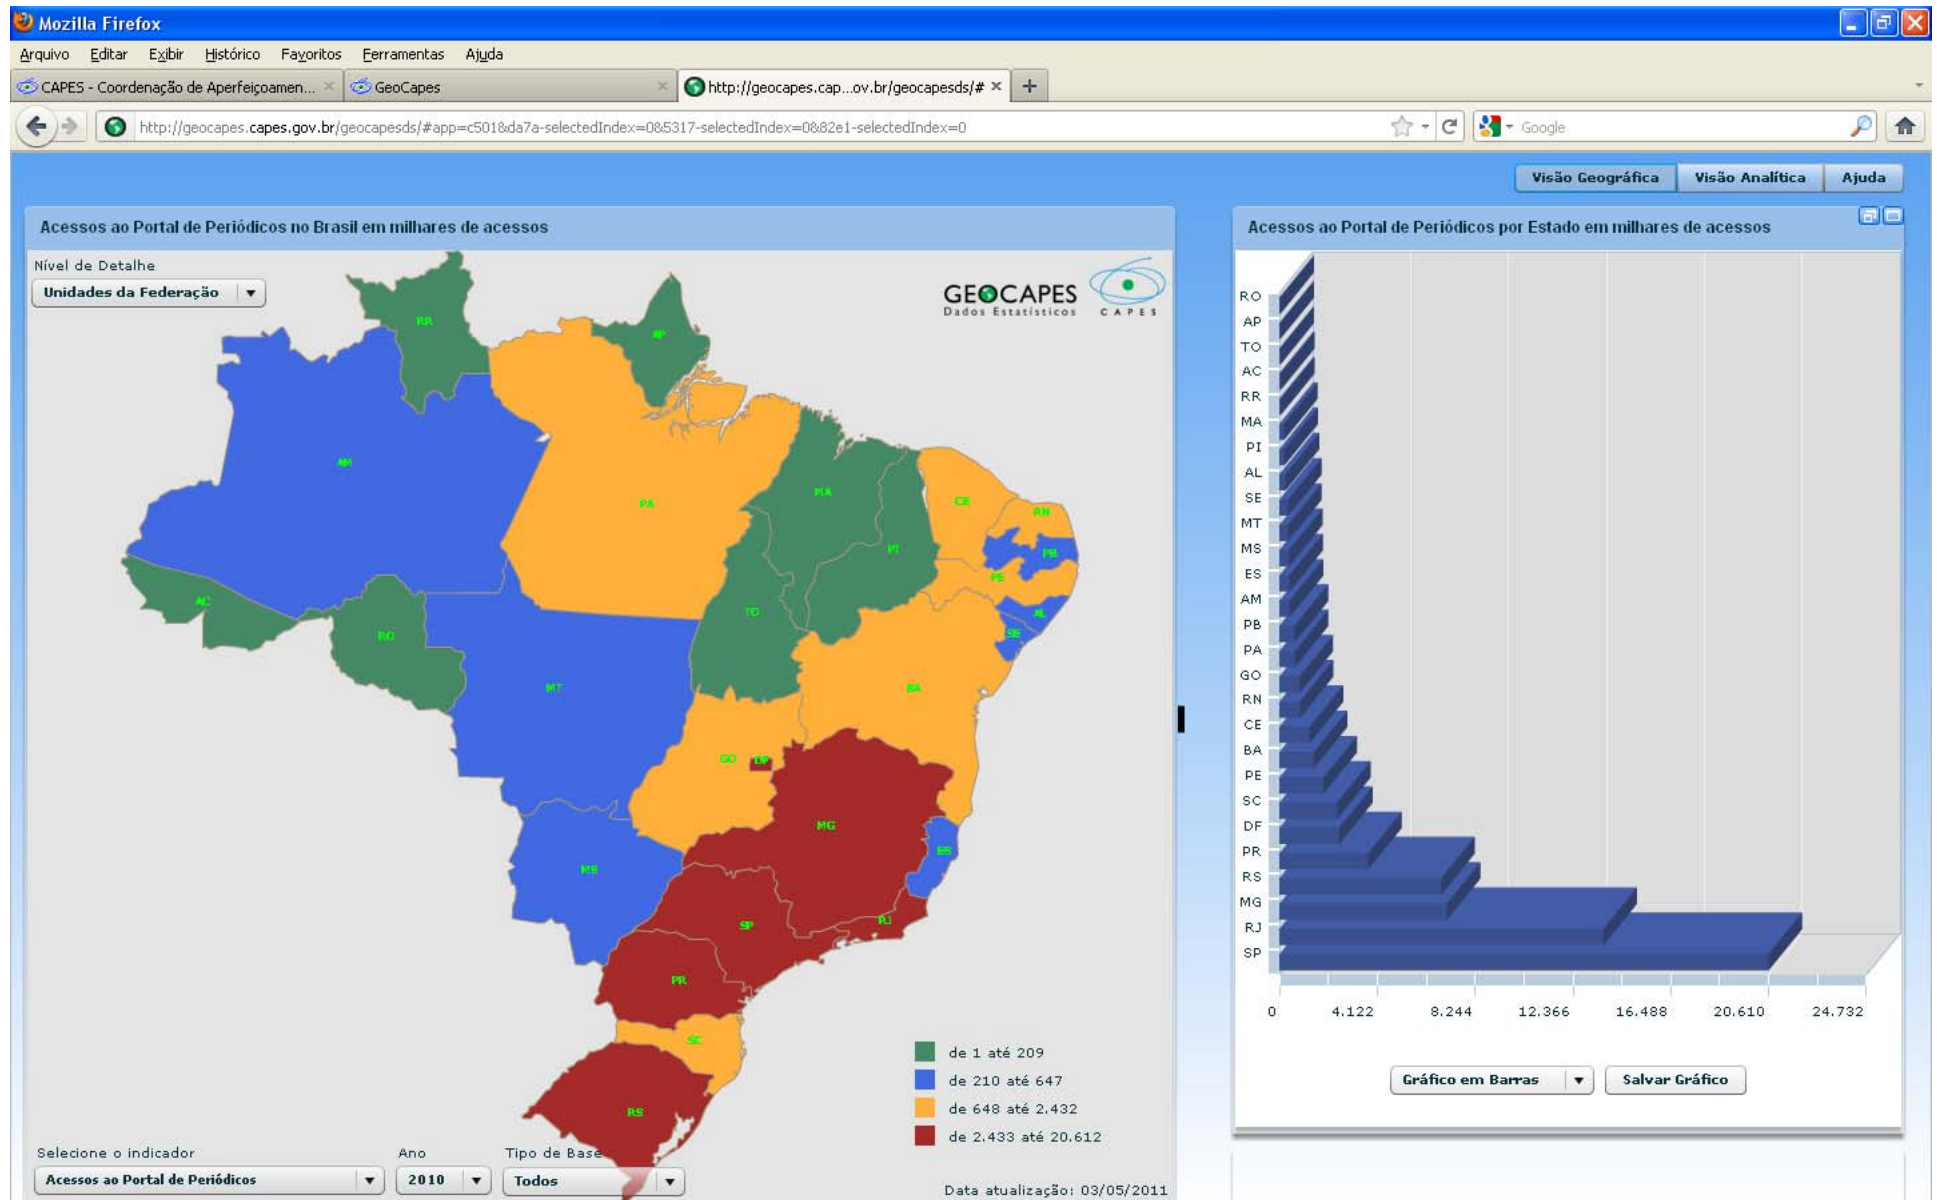 Mozilla Firefox
Arquivo Editar Exibir Histórico Favoritos Ferramentas Ajuda
CAPES - Coordenação de Aperfeiçoamen... GeoCapes http://geocapes.cap...ov.br/geocapesds/#
http://geocapes.capes.gov.br/geocapesds/#app=c501&da7a-selectedIndex=0&5317-selectedIndex=0&82e1-selectedIndex=0 Google
Visão Geográfica Visão Analítica Ajuda
Acessos ao Portal de Periódicos no Brasil em milhares de acessos
Nível de Detalhe
Unidades da Federação
GEOCAPES
Dados Estatísticos
CAPES
RR
AP
AM
PA
MA
CE
RN
PI
PB
PE
AC
TO
AL
RO
SE
MT
BA
GO
DF
MG
ES
MS
SP
RJ
PR
SC
RS
de 1 até 209
de 210 até 647
de 648 até 2.432
de 2.433 até 20.612
Selecione o indicador Ano Tipo de Base
Acessos ao Portal de Periódicos 2010 Todos
Data atualização: 03/05/2011
Acessos ao Portal de Periódicos por Estado em milhares de acessos
RO
AP
TO
AC
RR
MA
PI
AL
SE
MT
MS
ES
AM
PB
PA
GO
RN
CE
BA
PE
SC
DF
PR
RS
MG
RJ
SP
0 4.122 8.244 12.366 16.488 20.610 24.732
Gráfico em Barras Salvar Gráfico